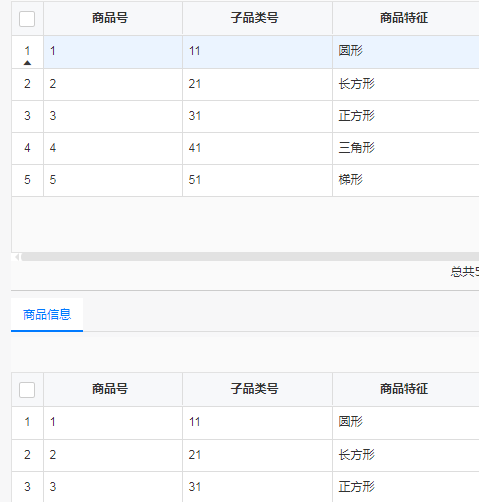 商品号 子品类号 商品特征
1 1 11 圆形
2 2 21 长方形
3 3 31 正方形
4 4 41 三角形
5 5 51 梯形
总共5
商品信息
商品号 子品类号 商品特征
1 1 11 圆形
2 2 21 长方形
3 3 31 正方形